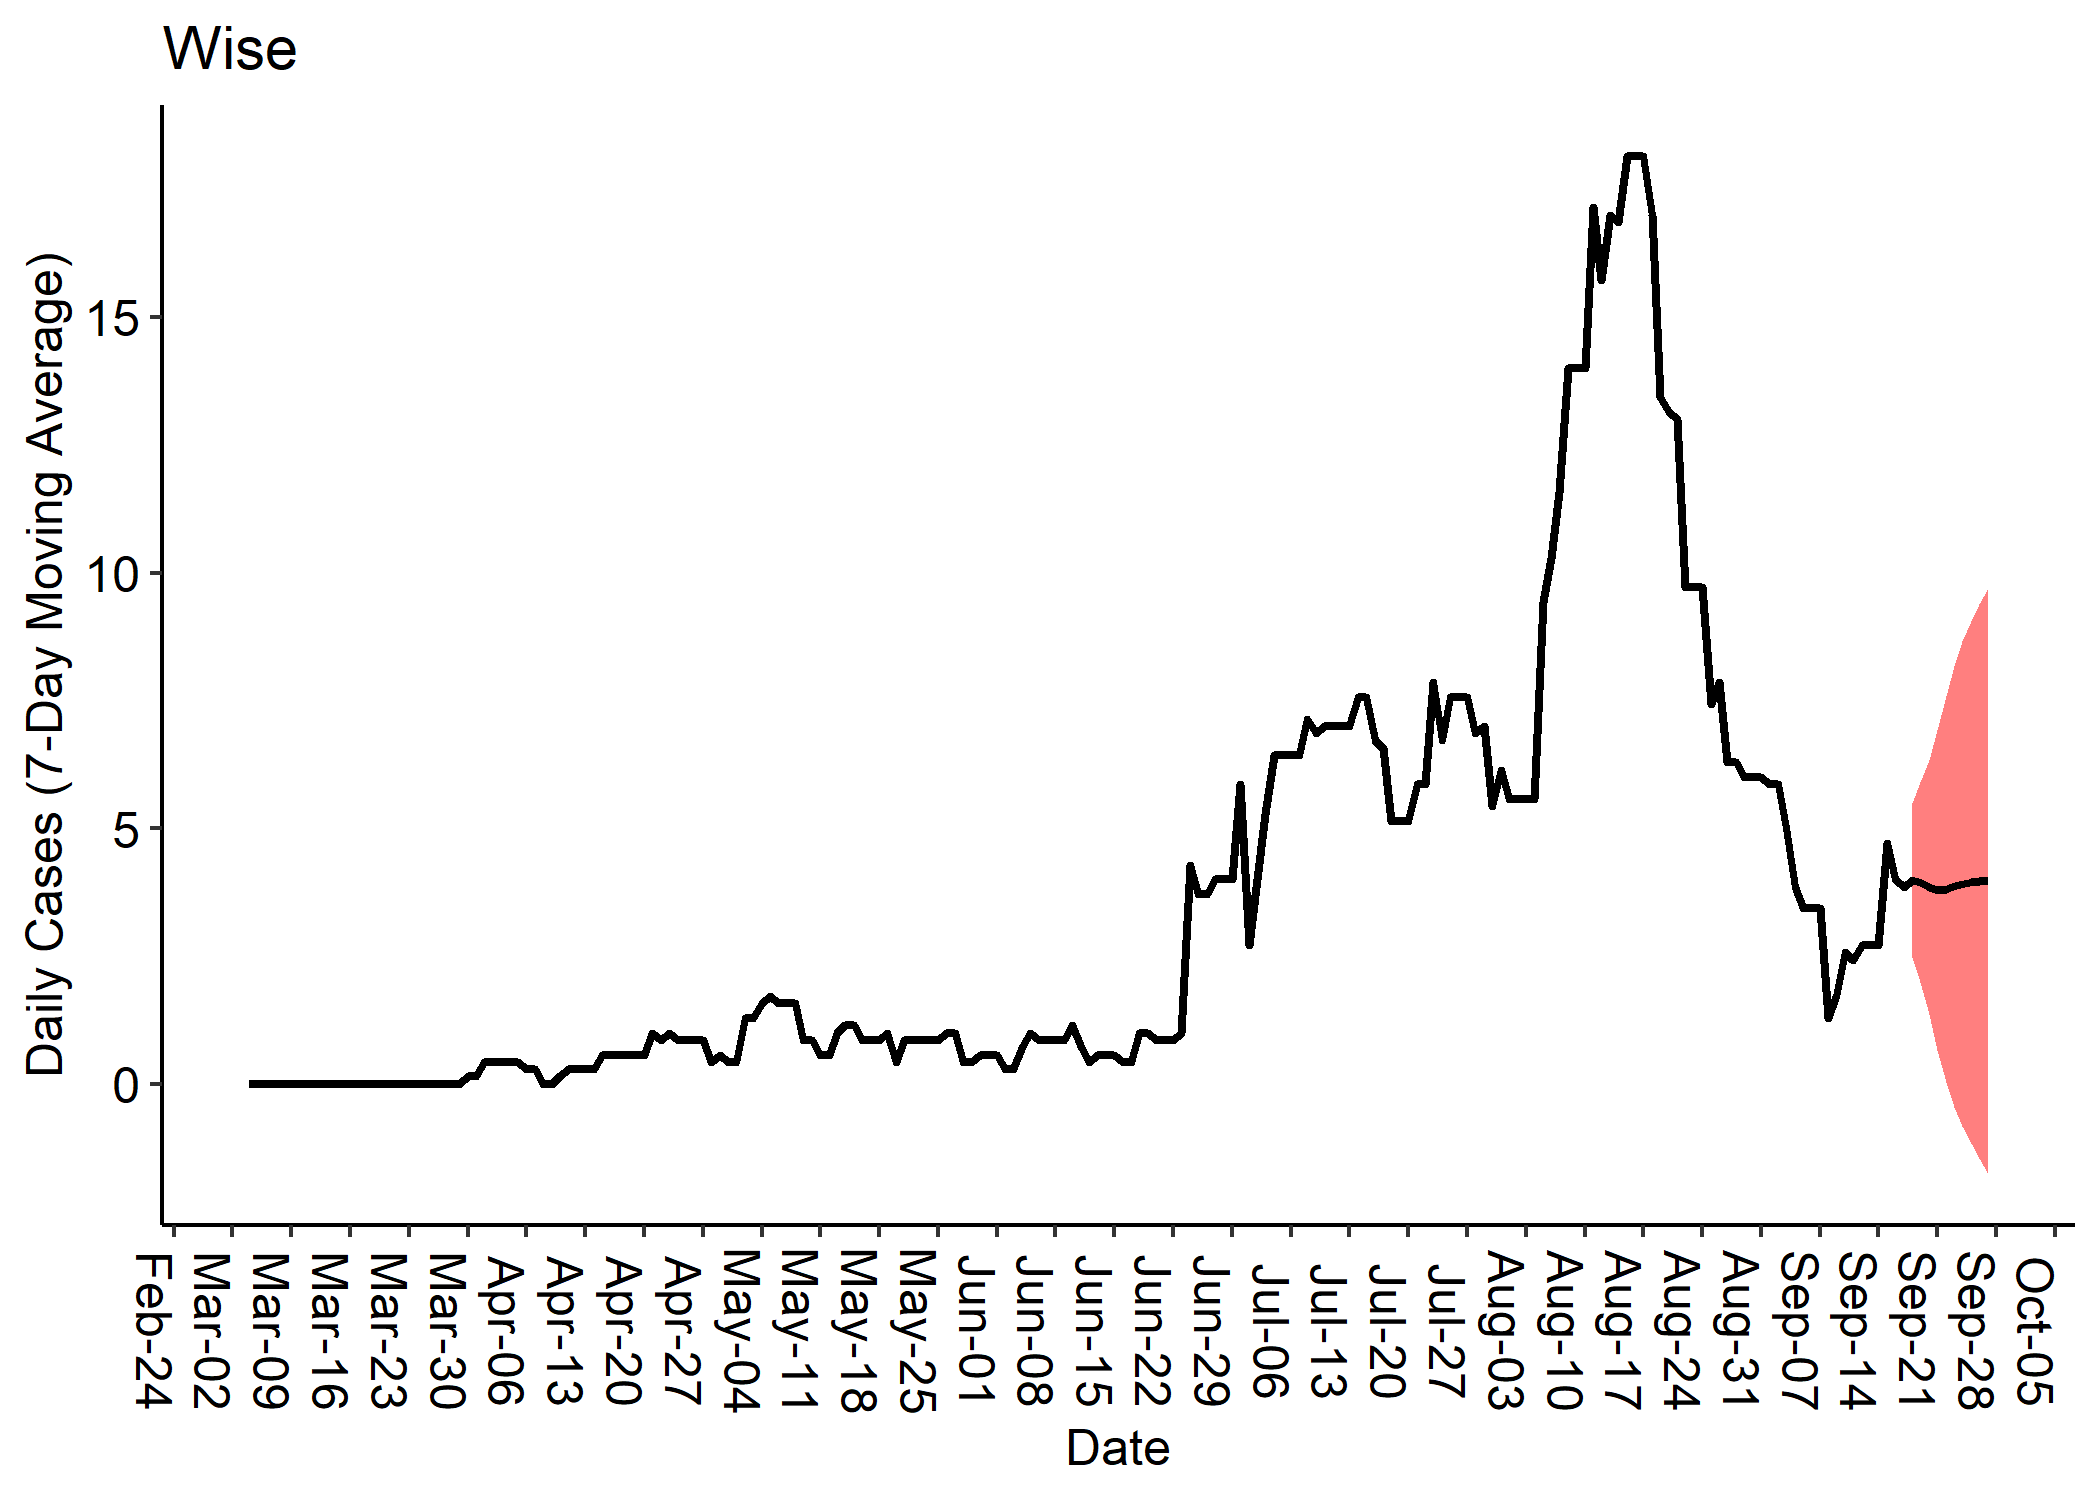 Wise
Daily Cases (7-Day Moving Average)
15
10
5
0
Feb-24
Mar-02
Mar-09
Mar-16
Mar-23
Mar-30
Apr-06
Apr-13
Apr-20
Apr-27
May-04
May-11
May-18
May-25
Jun-01
Jun-08
Jun-15
Jun-22
Jun-29
Jul-06
Jul-13
Jul-20
Jul-27
Aug-03
Aug-10
Aug-17
Aug-24
Aug-31
Sep-07
Sep-14
Sep-21
Sep-28
Oct-05
Date